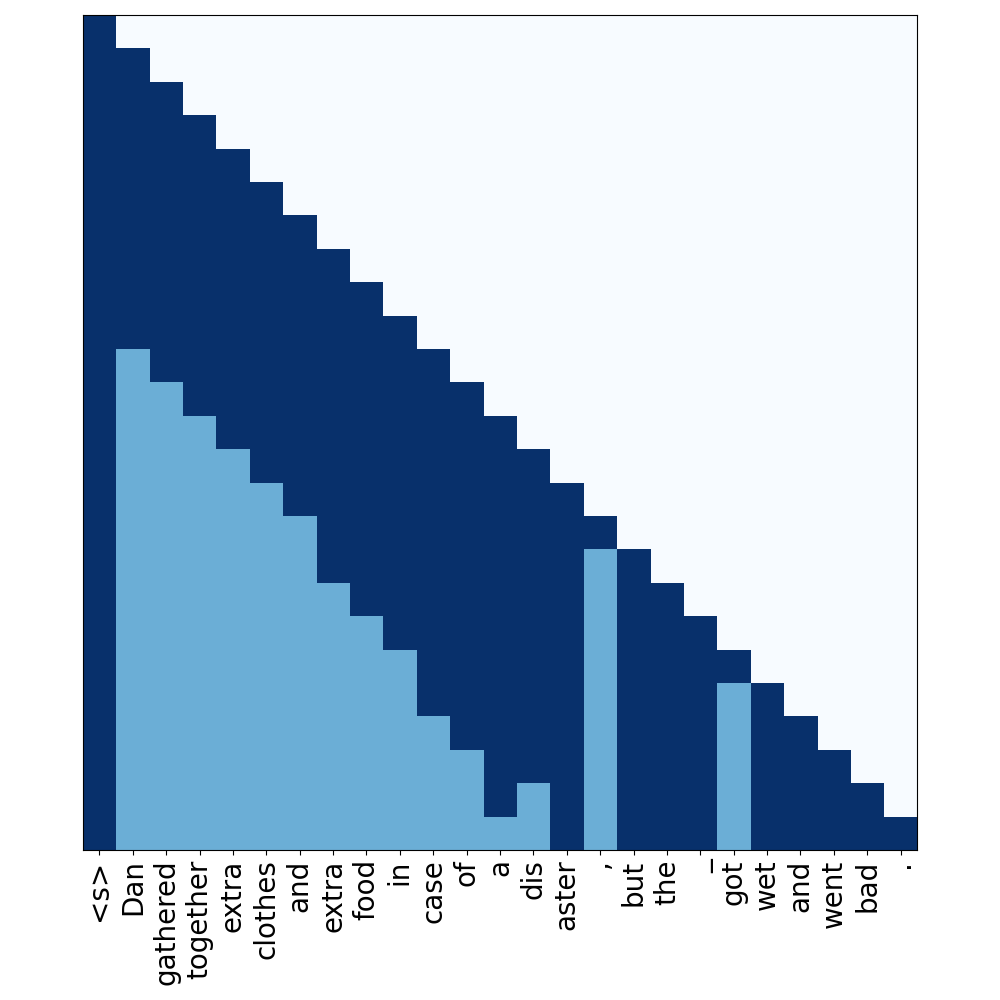 <s> Dan gathered together extra clothes and extra food in case of a dis aster , but the _ got wet and went bad .